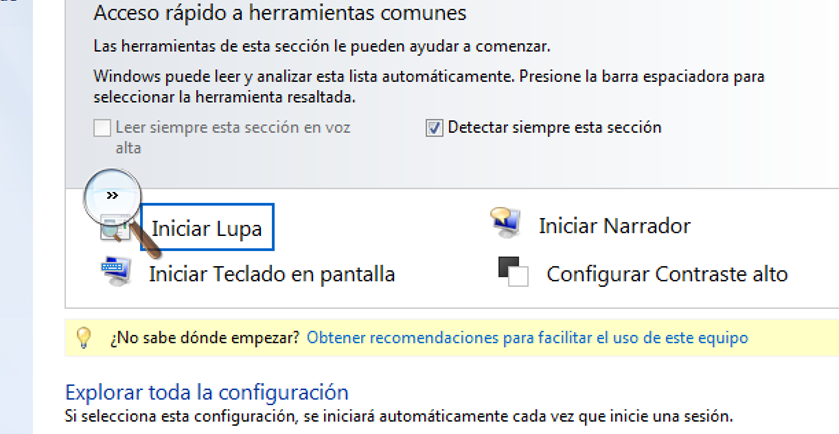 Acceso rápido a herramientas comunes
Las herramientas de esta sección le pueden ayudar a comenzar.
Windows puede leer y analizar esta lista automáticamente. Presione la barra espaciadora para
seleccionar la herramienta resaltada.
Leer siempre esta sección en voz
alta
Detectar siempre esta sección
»
Iniciar Lupa
Iniciar Narrador
Iniciar Teclado en pantalla
Configurar Contraste alto
¿No sabe dónde empezar? Obtener recomendaciones para facilitar el uso de este equipo
Explorar toda la configuración
Si selecciona esta configuración, se iniciará automáticamente cada vez que inicie una sesión.